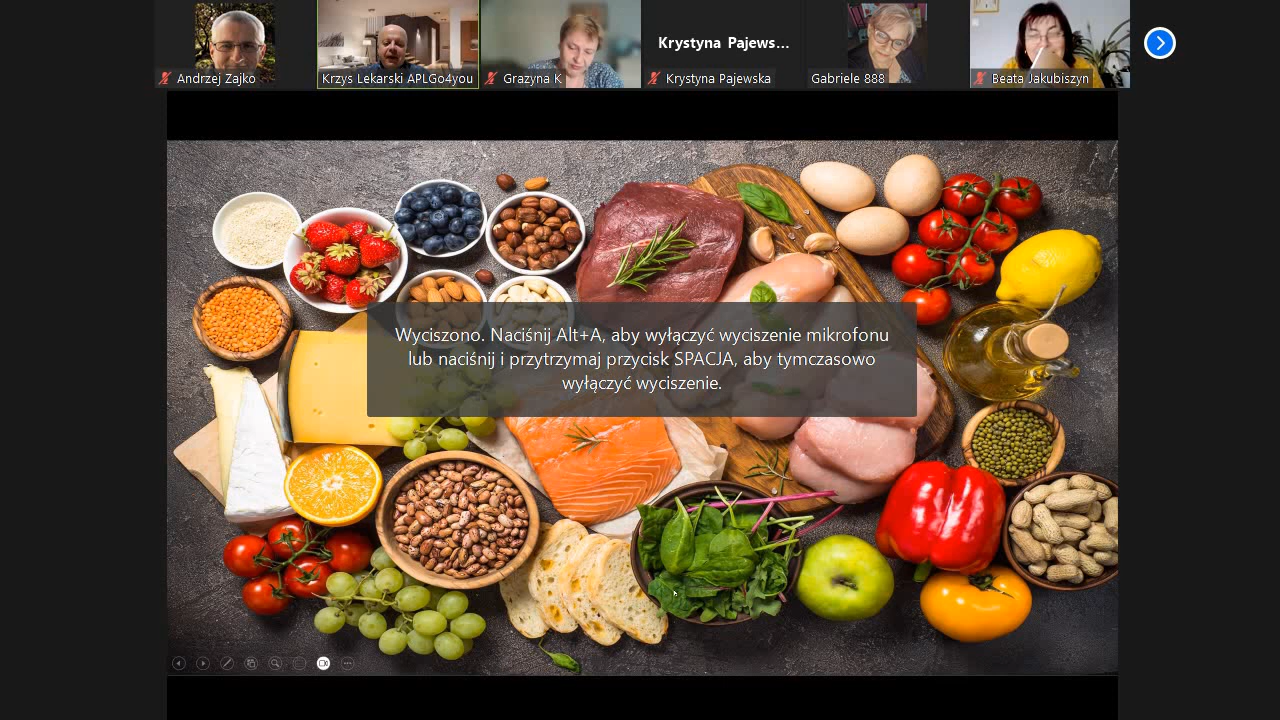 Krystyna Pajews...
Andrzej Zajko
Krzys Lekarski APLGo4you
Grazyna K
Krystyna Pajewska
Gabriele 888
Beata Jakubiszyn
Wyciszono. Naciśnij Alt+A, aby wyłączyć wyciszenie mikrofonu
lub naciśnij i przytrzymaj przycisk SPACJA, aby tymczasowo
wyłączyć wyciszenie.